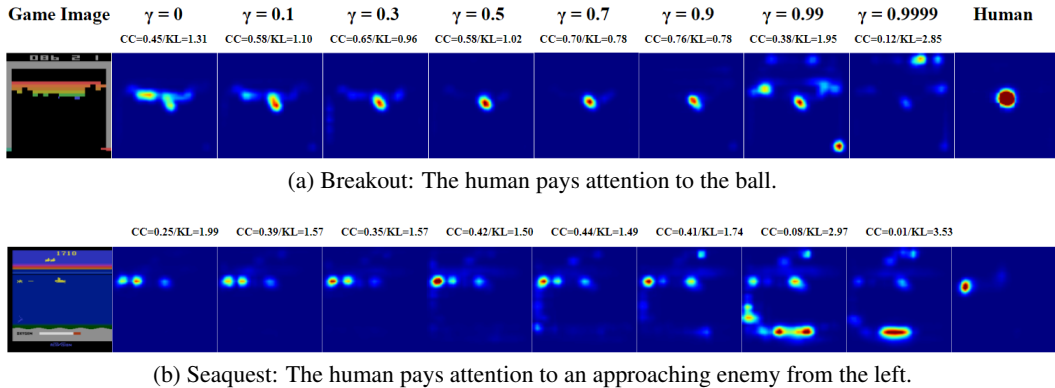 Game Image γ = 0 γ = 0.1 γ = 0.3 γ = 0.5 γ = 0.7 γ = 0.9 γ = 0.99 γ = 0.9999 Human
CC=0.45/KL=1.31 CC=0.58/KL=1.10 CC=0.65/KL=0.96 CC=0.58/KL=1.02 CC=0.70/KL=0.78 CC=0.76/KL=0.78 CC=0.38/KL=1.95 CC=0.12/KL=2.85
086 2 1
(a) Breakout: The human pays attention to the ball.
CC=0.25/KL=1.99 CC=0.39/KL=1.57 CC=0.35/KL=1.57 CC=0.42/KL=1.50 CC=0.44/KL=1.49 CC=0.41/KL=1.74 CC=0.08/KL=2.97 CC=0.01/KL=3.53
1710
OXYGEN
(b) Seaquest: The human pays attention to an approaching enemy from the left.